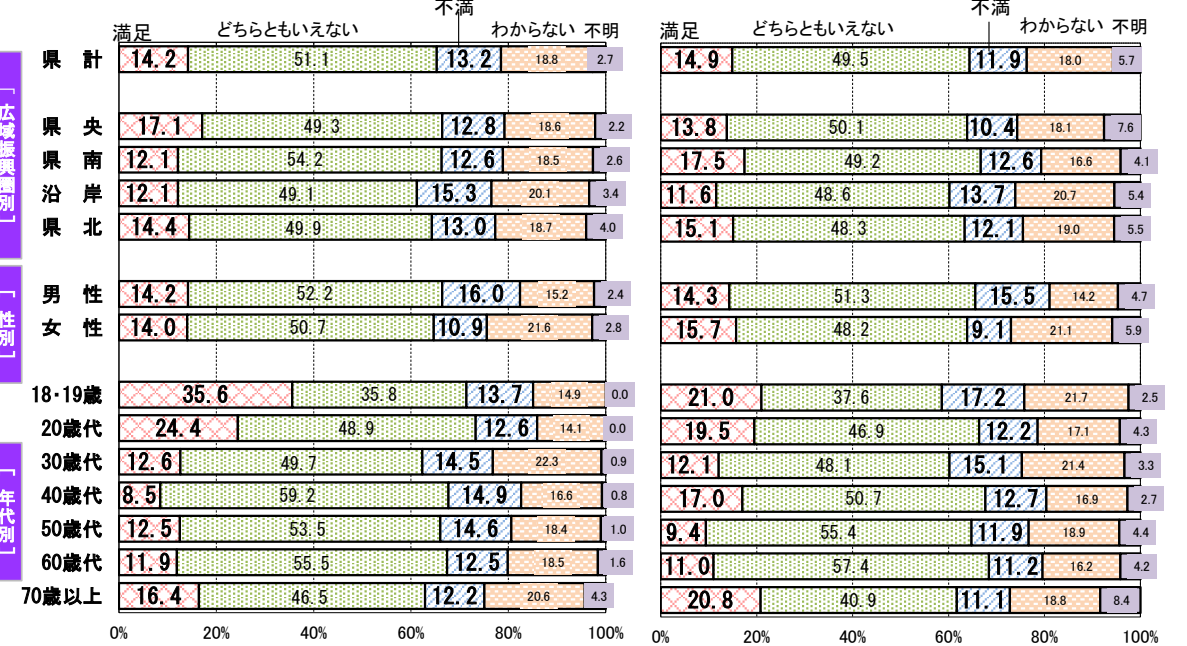 不満 不満
満足 どちらともいえない わからない 不明 満足 どちらともいえない わからない 不明
県 計 14.2 51.1 13.2 18.8 2.7 14.9 49.5 11.9 18.0 5.7
［広域振興圏別］
県 央 17.1 49.3 12.8 18.6 2.2 13.8 50.1 10.4 18.1 7.6
県 南 12.1 54.2 12.6 18.5 2.6 17.5 49.2 12.6 16.6 4.1
沿 岸 12.1 49.1 15.3 20.1 3.4 11.6 48.6 13.7 20.7 5.4
県 北 14.4 49.9 13.0 18.7 4.0 15.1 48.3 12.1 19.0 5.5
［性別］
男 性 14.2 52.2 16.0 15.2 2.4 14.3 51.3 15.5 14.2 4.7
女 性 14.0 50.7 10.9 21.6 2.8 15.7 48.2 9.1 21.1 5.9
18・19歳 35.6 35.8 13.7 14.9 0.0 21.0 37.6 17.2 21.7 2.5
20歳代 24.4 48.9 12.6 14.1 0.0 19.5 46.9 12.2 17.1 4.3
［年代別］
30歳代 12.6 49.7 14.5 22.3 0.9 12.1 48.1 15.1 21.4 3.3
40歳代 8.5 59.2 14.9 16.6 0.8 17.0 50.7 12.7 16.9 2.7
50歳代 12.5 53.5 14.6 18.4 1.0 9.4 55.4 11.9 18.9 4.4
60歳代 11.9 55.5 12.5 18.5 1.6 11.0 57.4 11.2 16.2 4.2
70歳以上 16.4 46.5 12.2 20.6 4.3 20.8 40.9 11.1 18.8 8.4
0% 20% 40% 60% 80% 100% 0% 20% 40% 60% 80% 100%